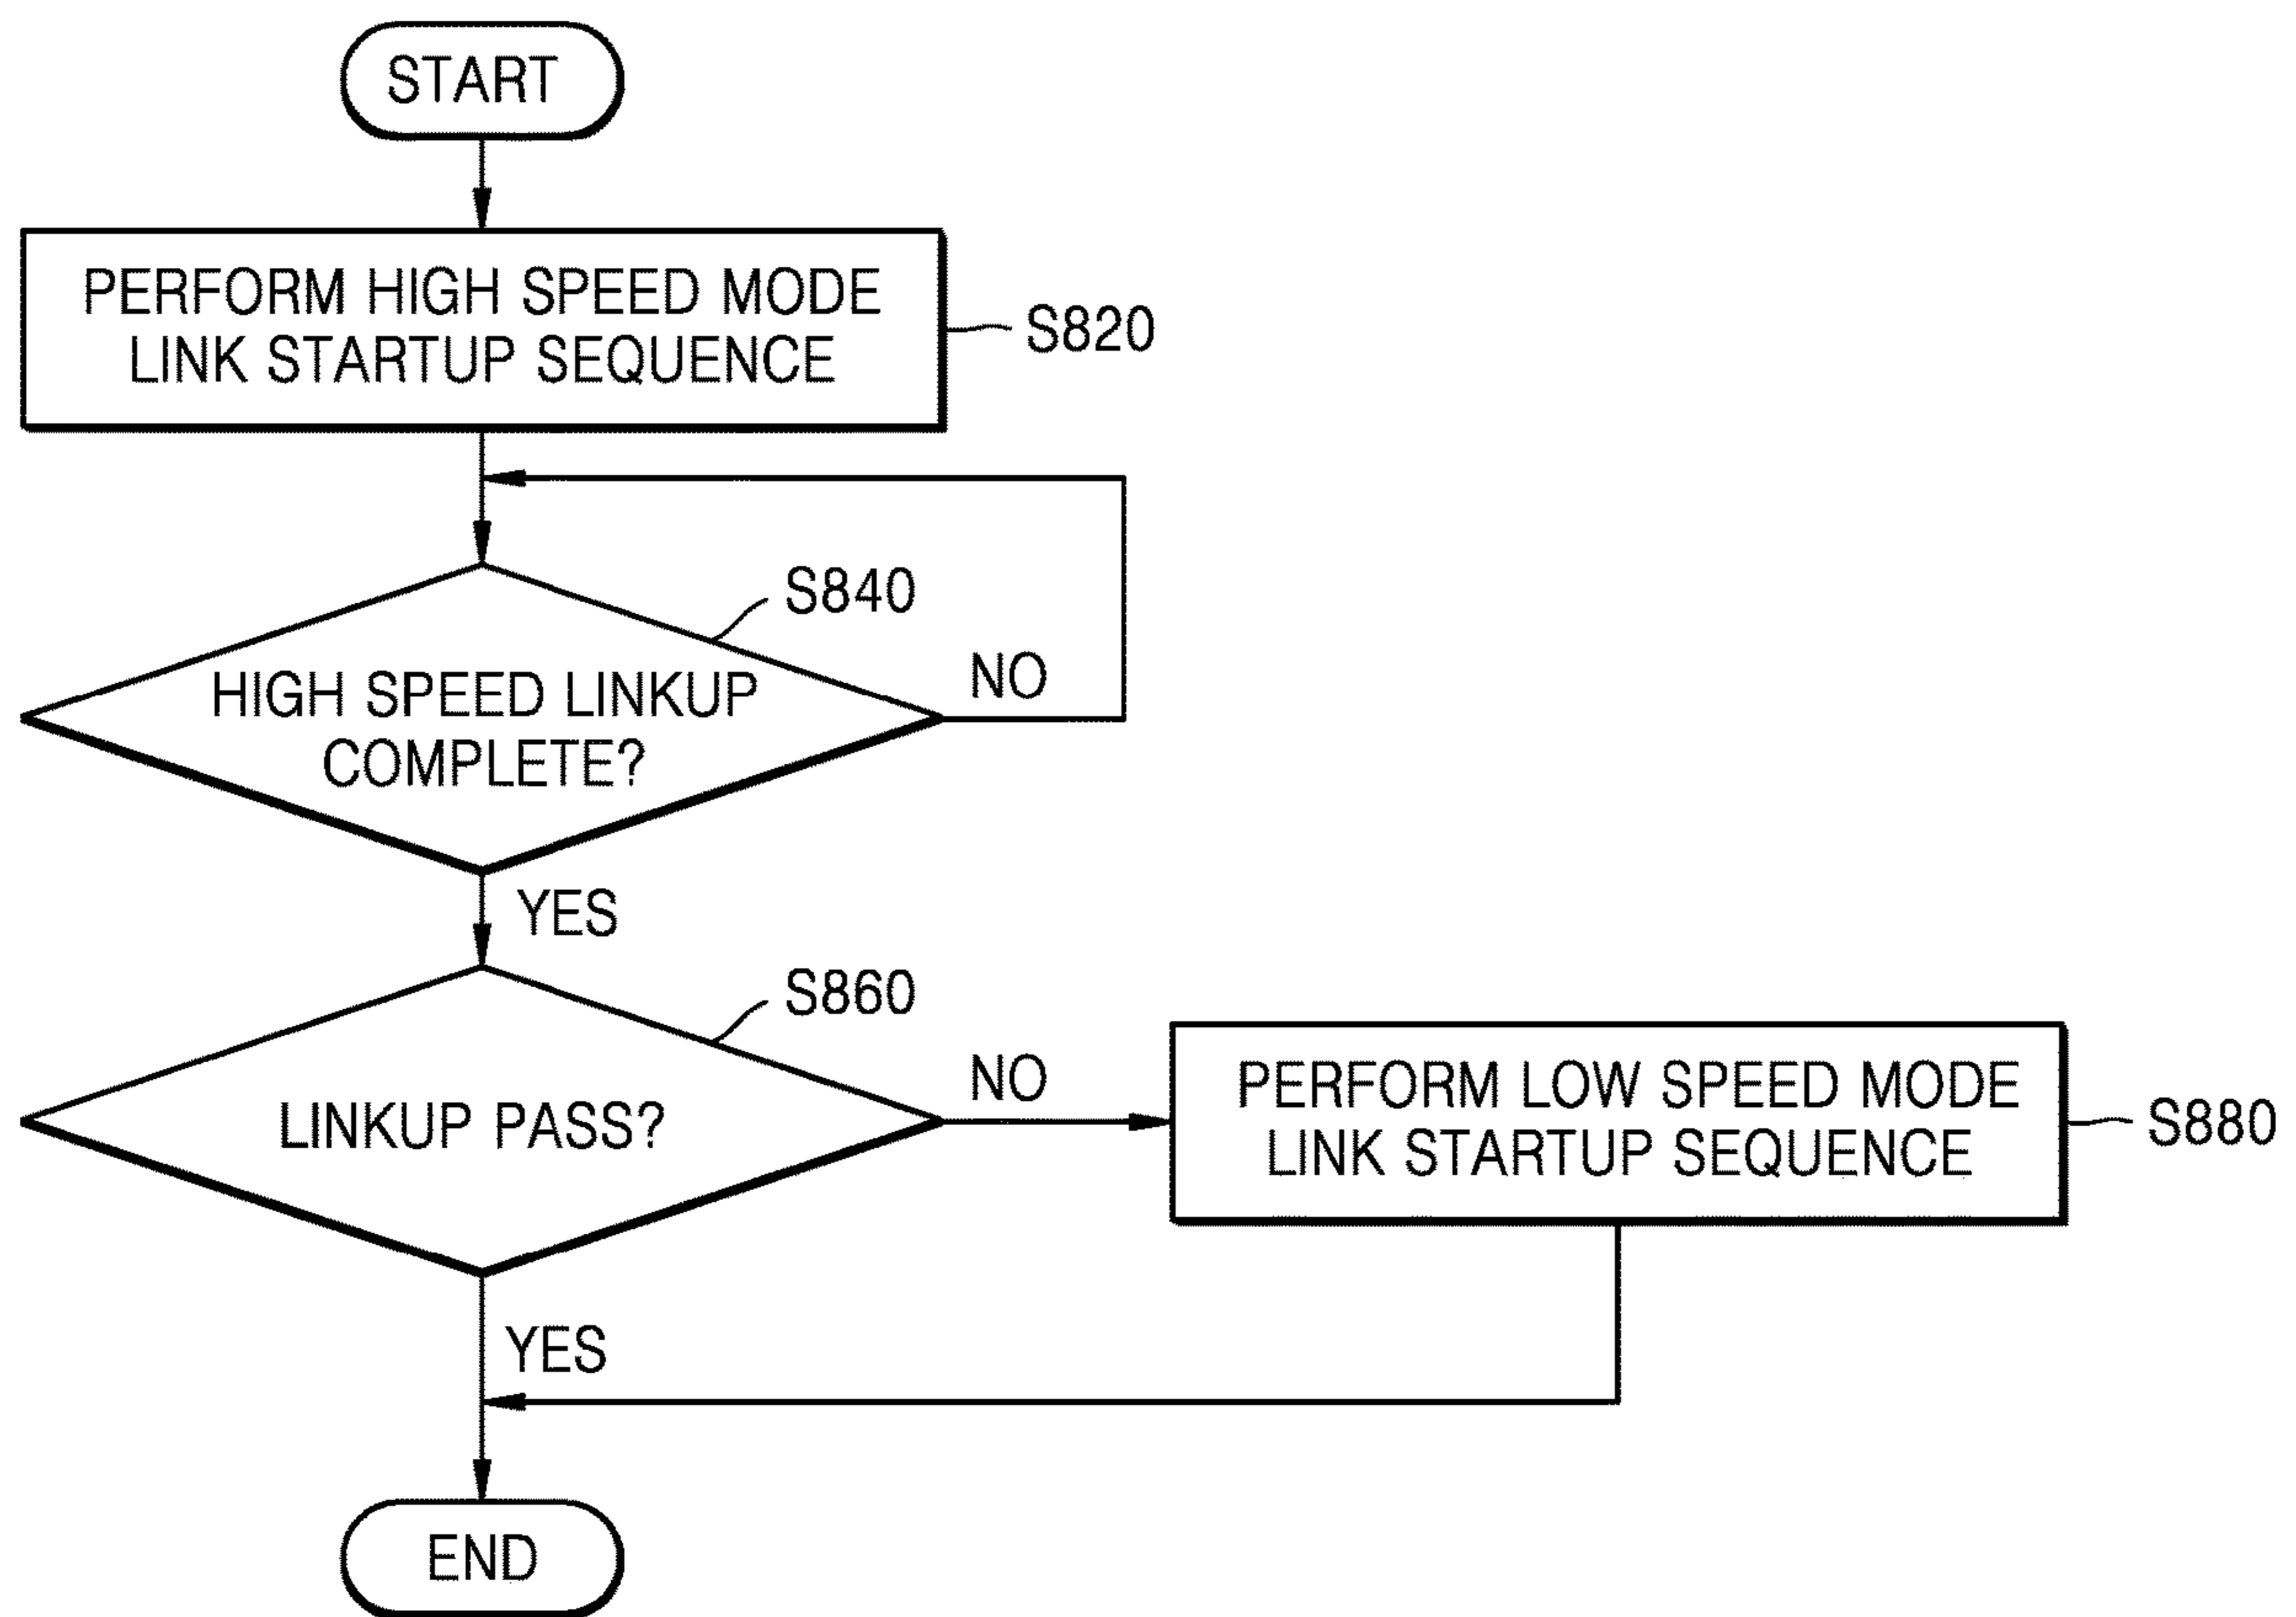 START
PERFORM HIGH SPEED MODE
LINK STARTUP SEQUENCE
S820
S840
HIGH SPEED LINKUP
COMPLETE?
NO
YES
S860
LINKUP PASS?
NO
PERFORM LOW SPEED MODE
LINK STARTUP SEQUENCE
S880
YES
END